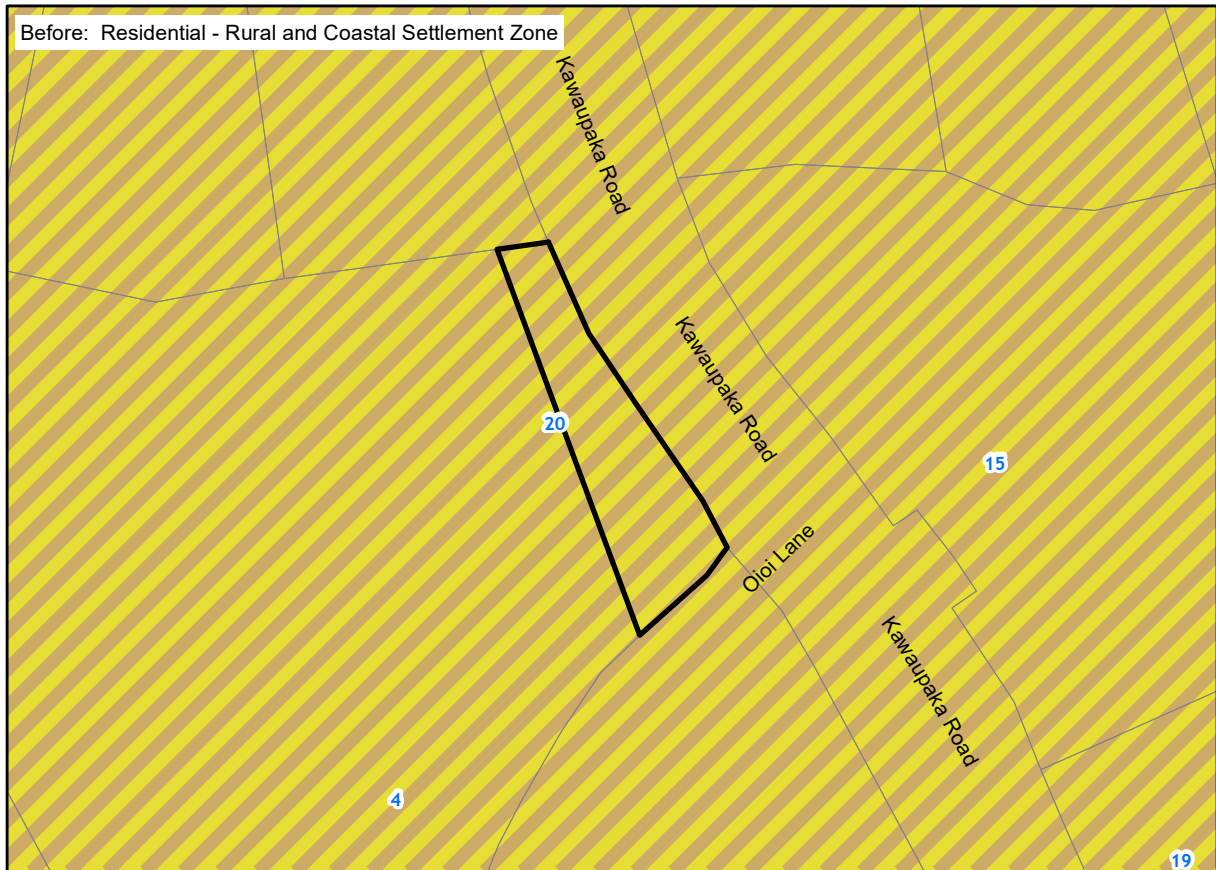 Before:  Residential - Rural and Coastal Settlement Zone
Kawaupaka Road
Kawaupaka Road
20
15
Oioi Lane
Kawaupaka Road
4
19